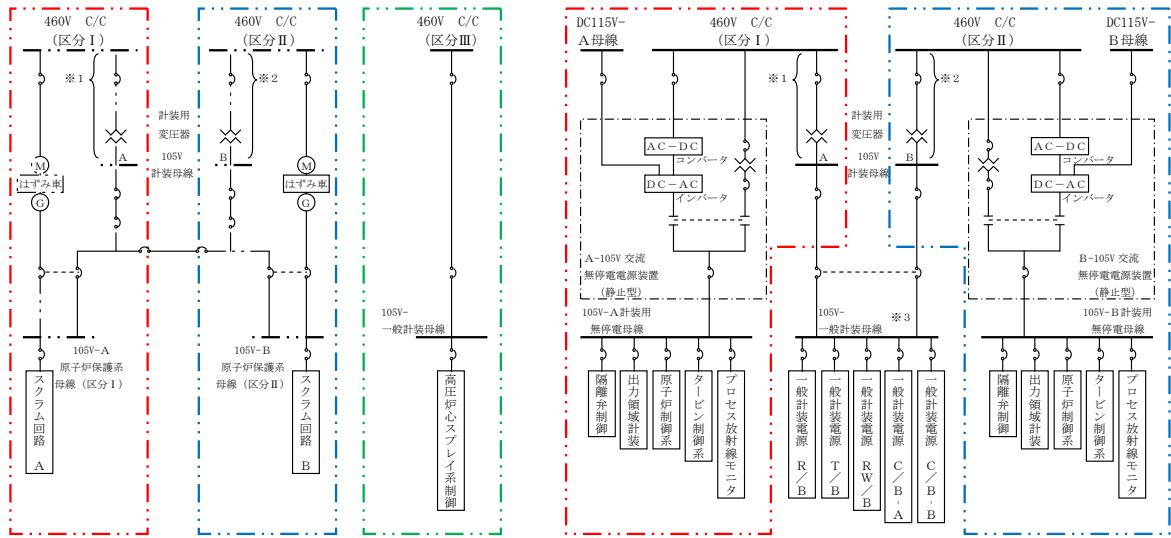 460V C/C
(区分Ⅰ)
460V C/C
(区分Ⅱ)
460V C/C
(区分Ⅲ)
※1
※2
計装用
変圧器
105V
計装母線
A
B
M
はずみ車
G
M
はずみ車
G
105V-A
原子炉保護系
母線(区分Ⅰ)
105V-B
原子炉保護系
母線(区分Ⅱ)
105V-
一般計装母線
スクラム回路 A
スクラム回路 B
高圧炉心スプレイ系制御
DC115V-
A母線
460V C/C
(区分Ⅰ)
460V C/C
(区分Ⅱ)
DC115V-
B母線
※1
※2
計装用
変圧器
105V
計装母線
A
B
AC-DC
コンバータ
DC-AC
インバータ
AC-DC
コンバータ
DC-AC
インバータ
A-105V 交流
無停電電源装置
(静止型)
B-105V 交流
無停電電源装置
(静止型)
105V-A計装用
無停電母線
105V-
一般計装母線
※3
105V-B計装用
無停電母線
隔離弁制御
出力領域計装
原子炉制御系
タービン制御系
プロセス放射線モニタ
一般計装電源 R/B
一般計装電源 T/B
一般計装電源 RW/B
一般計装電源 C/B-A
一般計装電源 C/B-B
隔離弁制御
出力領域計装
原子炉制御系
タービン制御系
プロセス放射線モニタ